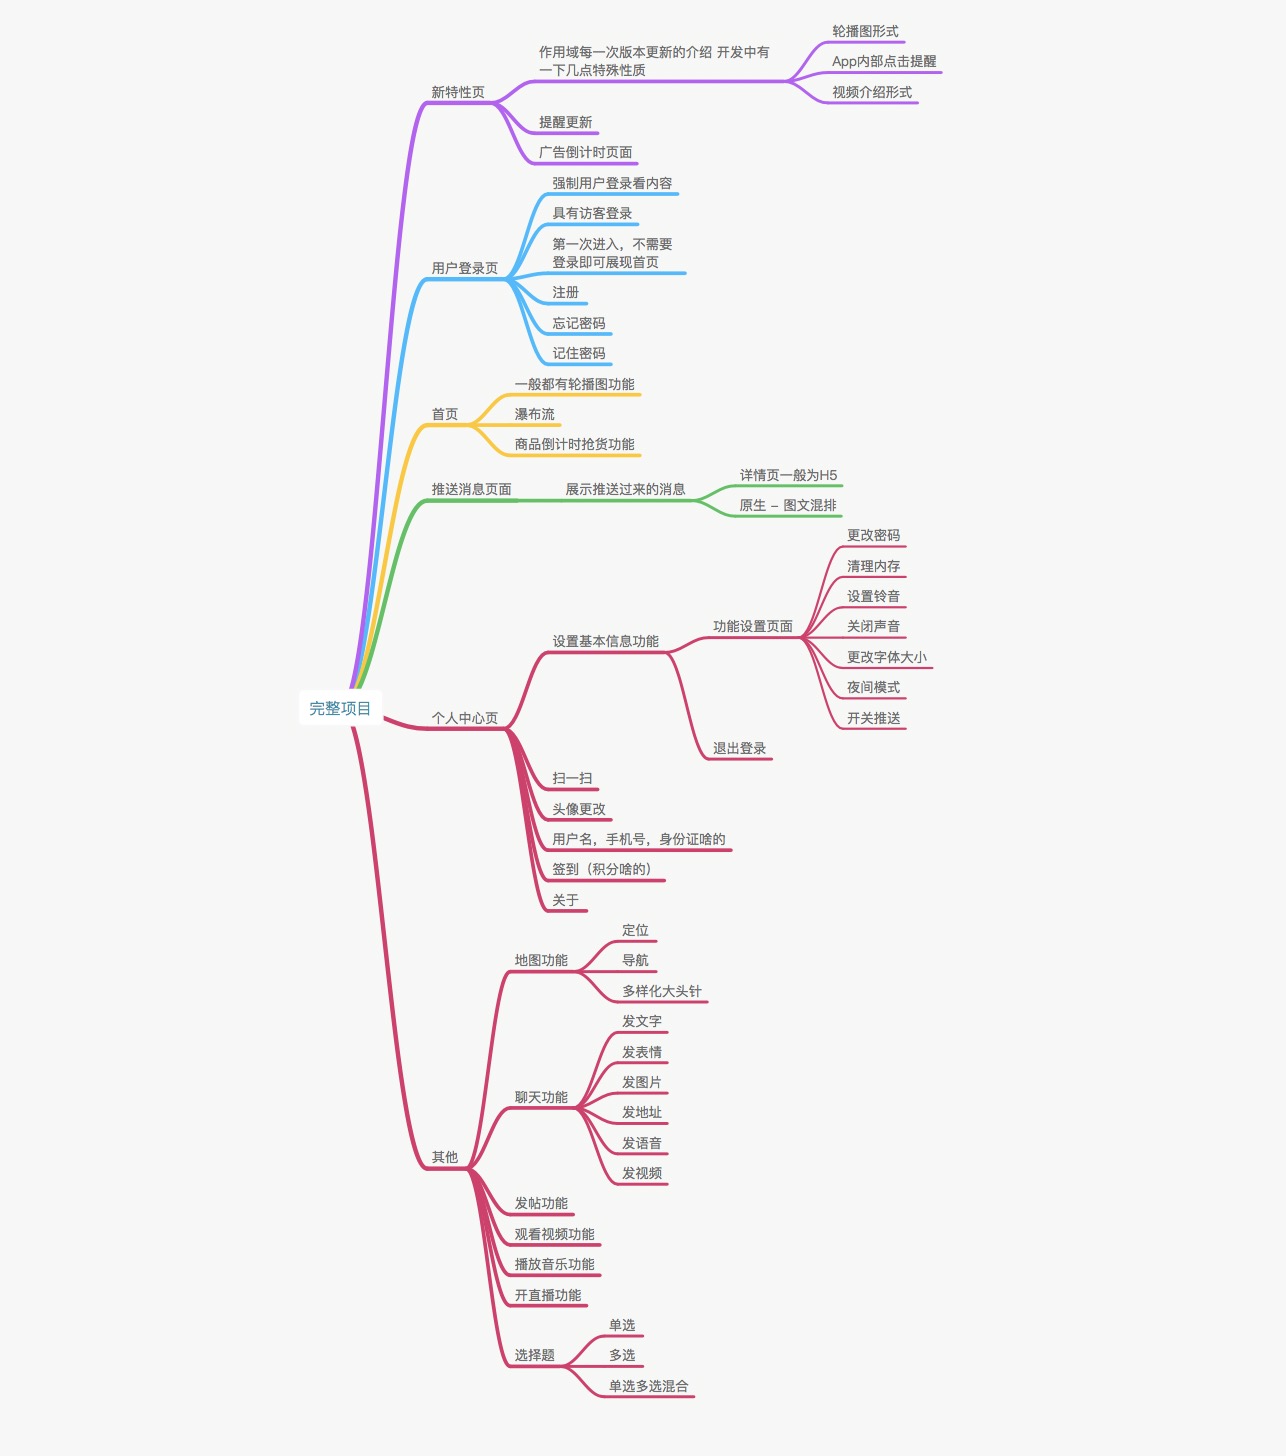 轮播图形式
作用域每一次版本更新的介绍 开发中有
一下几点特殊性质
App内部点击提醒
新特性页
视频介绍形式
提醒更新
广告倒计时页面
强制用户登录看内容
具有访客登录
第一次进入，不需要
登录即可展现首页
用户登录页
注册
忘记密码
记住密码
一般都有轮播图功能
首页
瀑布流
商品倒计时抢货功能
详情页一般为H5
推送消息页面
展示推送过来的消息
原生 – 图文混排
更改密码
清理内存
设置铃音
功能设置页面
关闭声音
设置基本信息功能
更改字体大小
夜间模式
完整项目
个人中心页
开关推送
退出登录
扫一扫
头像更改
用户名，手机号，身份证啥的
签到（积分啥的）
关于
定位
地图功能
导航
多样化大头针
发文字
发表情
发图片
聊天功能
发地址
发语音
其他
发视频
发帖功能
观看视频功能
播放音乐功能
开直播功能
单选
选择题
多选
单选多选混合